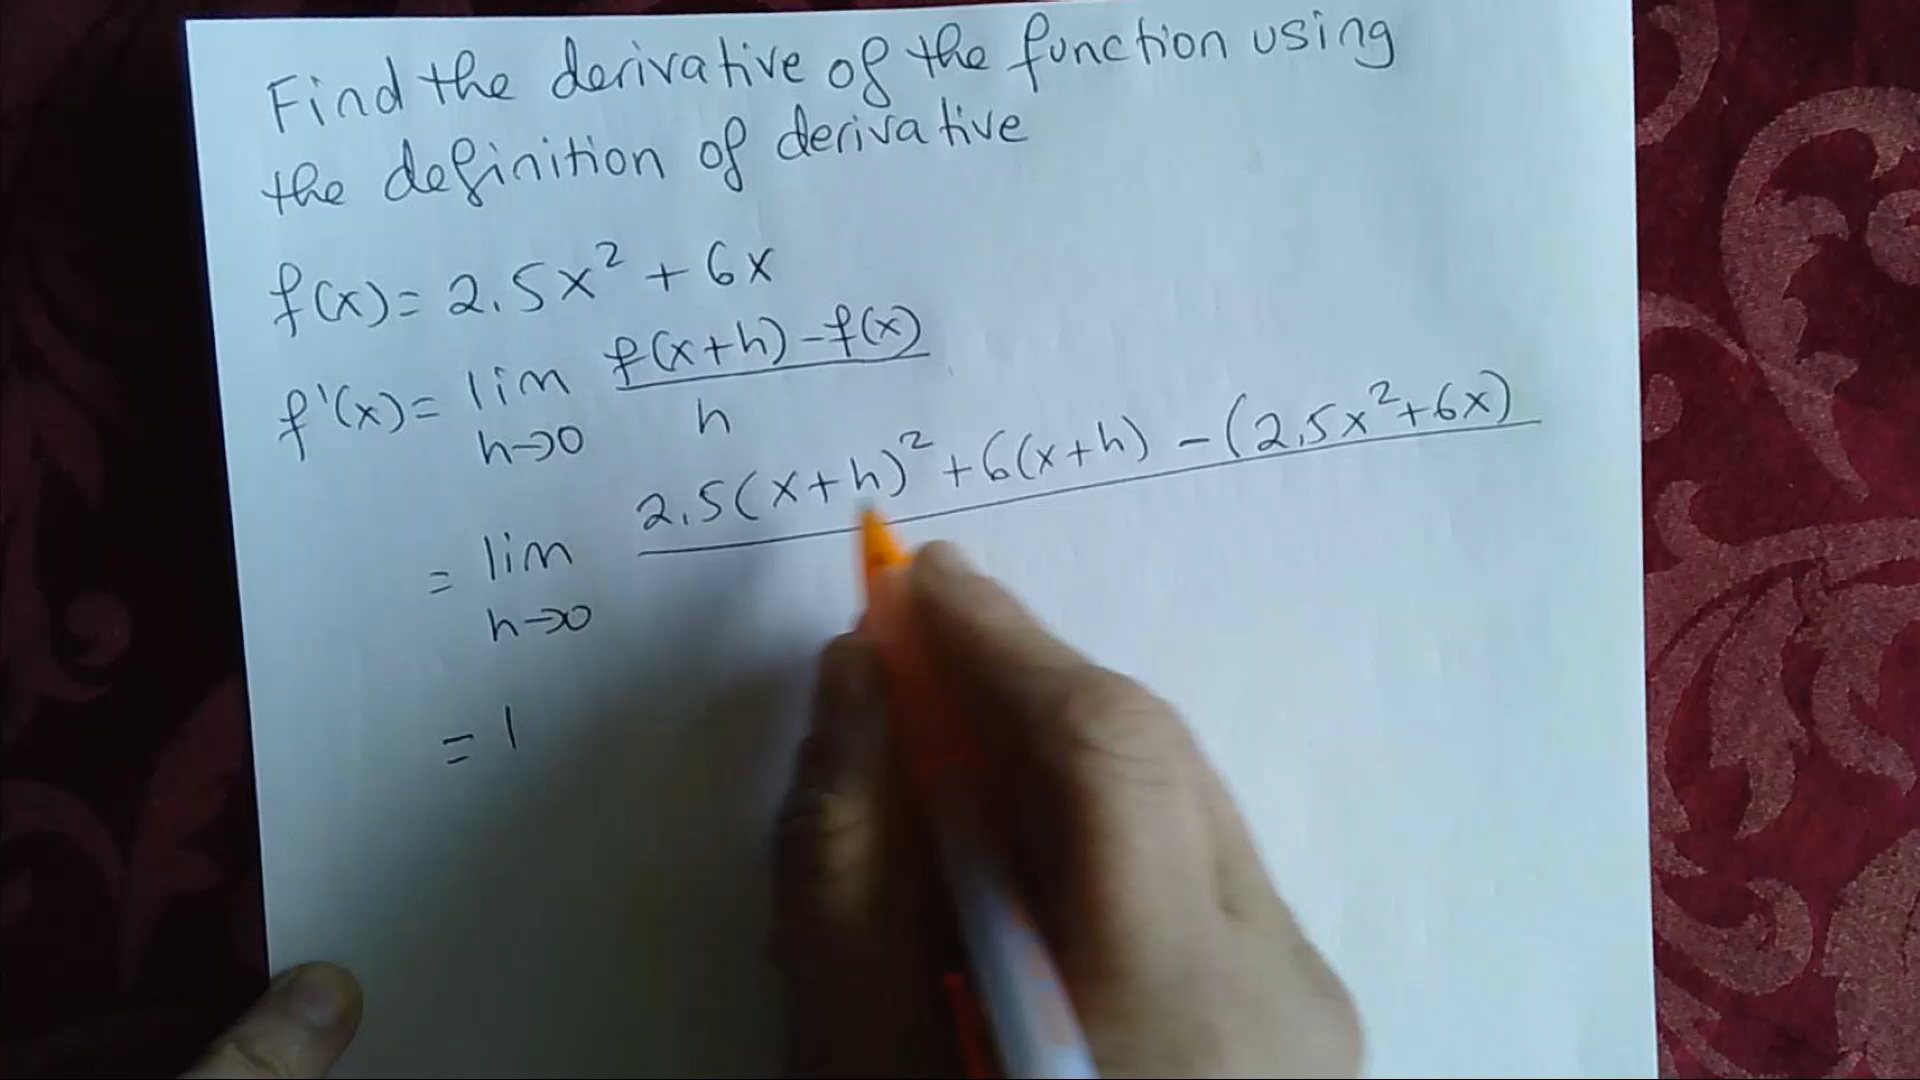 Find the derivative of the function using
the definition of derivative
f(x)= 2.5x² + 6x
f'(x)= lim f(x+h)-f(x)
h→0 h
= lim 2.5(x+h)² +6(x+h) - (2.5x²+6x)
h→0
= l